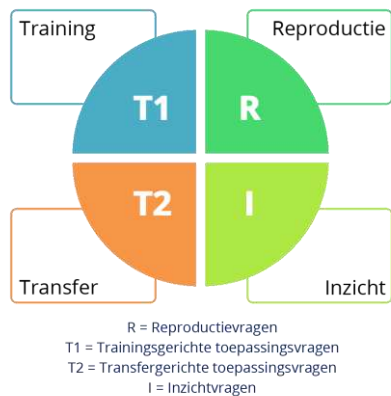 Training
Reproductie
T1
R
T2
I
Transfer
Inzicht
R = Reproductievragen
T1 = Trainingsgerichte toepassingsvragen
T2 = Transfergerichte toepassingsvragen
I = Inzichtvragen